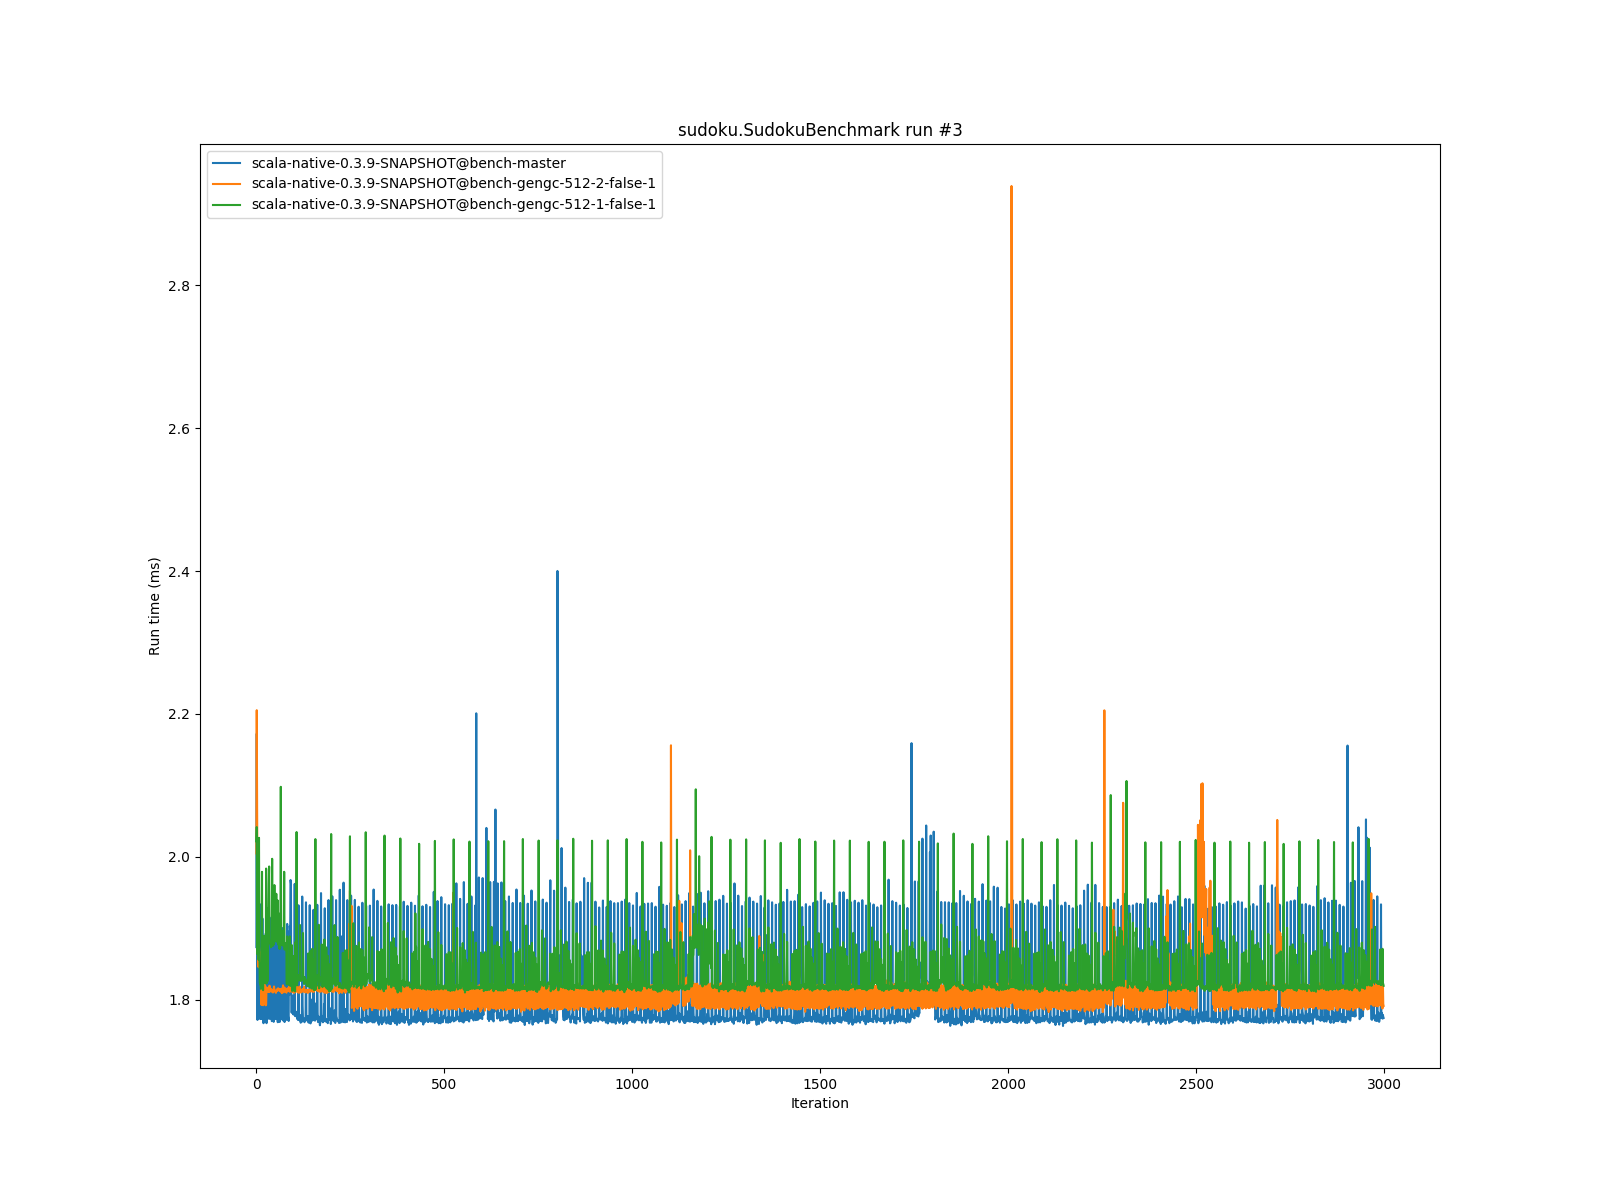 sudoku.SudokuBenchmark run #3
scala-native-0.3.9-SNAPSHOT@bench-master
scala-native-0.3.9-SNAPSHOT@bench-gengc-512-2-false-1
scala-native-0.3.9-SNAPSHOT@bench-gengc-512-1-false-1
2.8
2.6
2.4
2.2
2.0
1.8
Run time (ms)
0 500 1000 1500 2000 2500 3000
Iteration